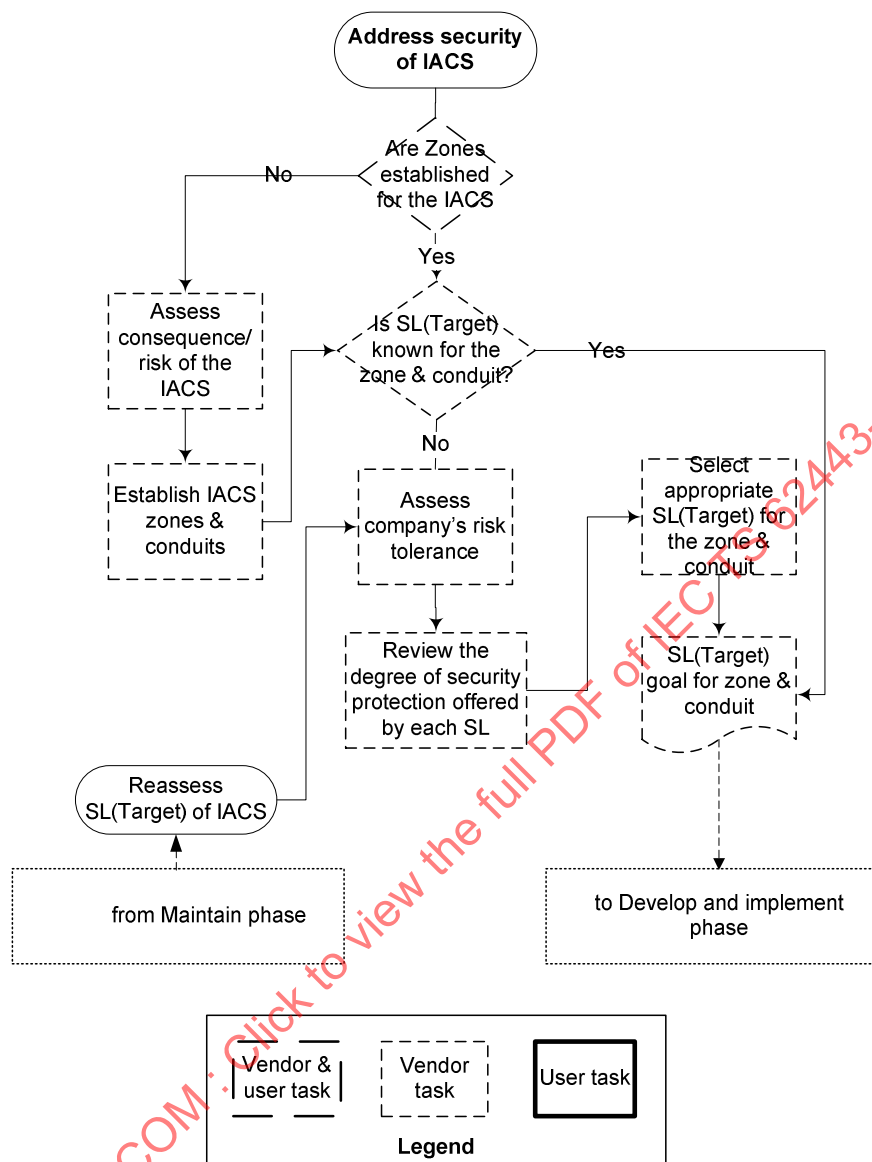 Address security
of IACS
Are Zones
established
for the IACS
No
Yes
Assess
consequence/
risk of the
IACS
Is SL(Target)
known for the
zone & conduit?
Yes
No
Establish IACS
zones &
conduits
Assess
company's risk
tolerance
Select
appropriate
SL(Target) for
the zone &
conduit
Review the
degree of security
protection offered
by each SL
SL(Target)
goal for zone &
conduit
Reassess
SL(Target) of IACS
from Maintain phase
to Develop and implement
phase
Vendor &
user task
Vendor
task
User task
Legend
COM : Click to view the full PDF of IEC TS 62443-